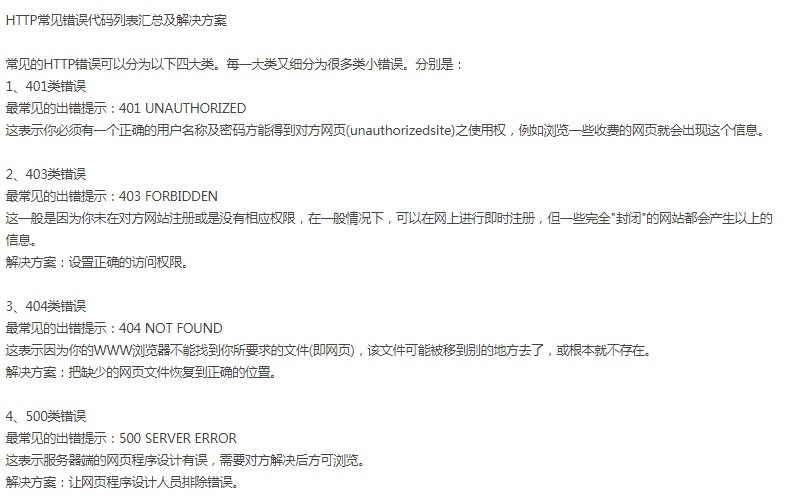 HTTP常见错误代码列表汇总及解决方案
常见的HTTP错误可以分为以下四大类。每一大类又细分为很多类小错误。分别是：
1、401类错误
最常见的出错提示：401 UNAUTHORIZED
这表示你必须有一个正确的用户名称及密码方能得到对方网页(unauthorizedsite)之使用权，例如浏览一些收费的网页就会出现这个信息。
2、403类错误
最常见的出错提示：403 FORBIDDEN
这一般是因为你未在对方网站注册或是没有相应权限，在一般情况下，可以在网上进行即时注册，但一些完全"封闭"的网站都会产生以上的
信息。
解决方案：设置正确的访问权限。
3、404类错误
最常见的出错提示：404 NOT FOUND
这表示因为你的WWW浏览器不能找到你所要求的文件(即网页)，该文件可能被移到别的地方去了，或根本就不存在。
解决方案：把缺少的网页文件恢复到正确的位置。
4、500类错误
最常见的出错提示：500 SERVER ERROR
这表示服务器端的网页程序设计有误，需要对方解决后方可浏览。
解决方案：让网页程序设计人员排除错误。